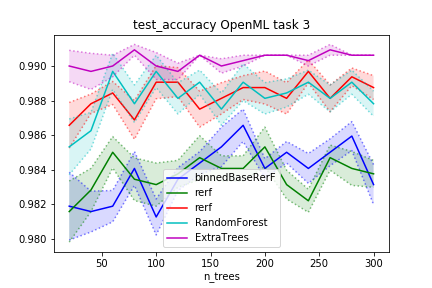 test_accuracy OpenML task 3
0.990
0.988
0.986
0.984
0.982
0.980
binnedBaseRerF
rerf
rerf
RandomForest
ExtraTrees
50 100 150 200 250 300
n_trees